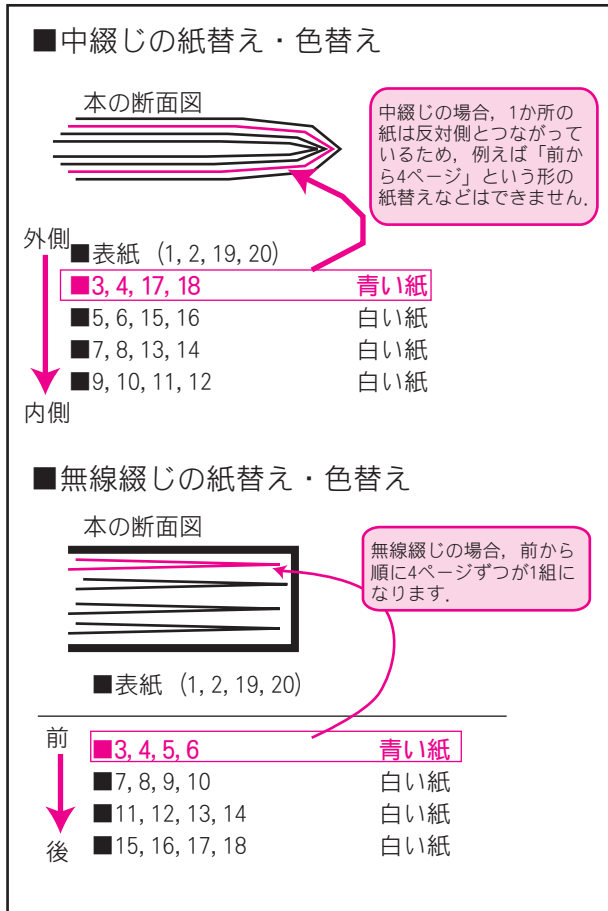 ■中綴じの紙替え・色替え
本の断面図
中綴じの場合，1か所の
紙は反対側とつながって
いるため，例えば「前か
ら4ページ」という形の
紙替えなどはできません．
外側
■表紙 (1, 2, 19, 20)
■3, 4, 17, 18 青い紙
■5, 6, 15, 16 白い紙
■7, 8, 13, 14 白い紙
■9, 10, 11, 12 白い紙
内側
■無線綴じの紙替え・色替え
本の断面図
無線綴じの場合，前から
順に4ページずつが1組に
なります．
■表紙 (1, 2, 19, 20)
前
■3, 4, 5, 6 青い紙
■7, 8, 9, 10 白い紙
■11, 12, 13, 14 白い紙
■15, 16, 17, 18 白い紙
後